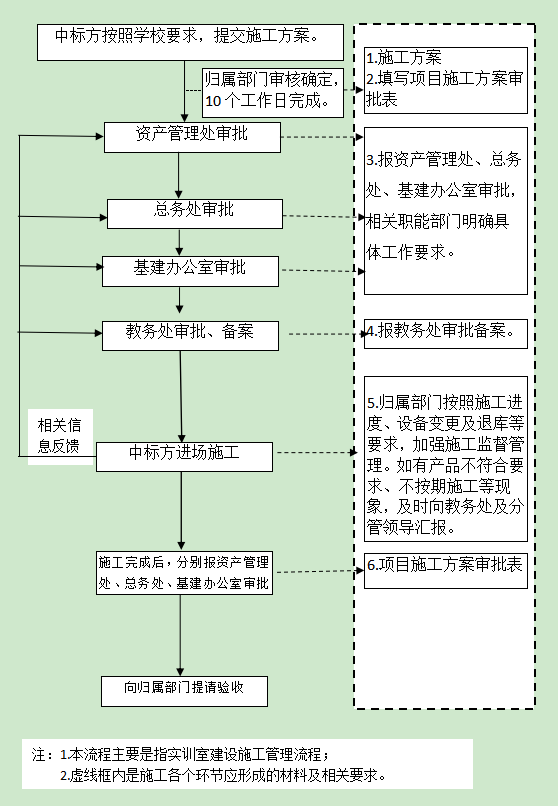 中标方按照学校要求，提交施工方案。
归属部门审核确定，
10个工作日完成。
1.施工方案
2.填写项目施工方案审
批表
资产管理处审批
3.报资产管理处、总务
处、基建办公室审批，
相关职能部门明确具
体工作要求。
总务处审批
基建办公室审批
教务处审批、备案
4.报教务处审批备案。
相关信
息反馈
中标方进场施工
5.归属部门按照施工进
度、设备变更及退库等
要求，加强施工监督管
理。如有产品不符合要
求、不按期施工等现
象，及时向教务处及分
管领导汇报。
施工完成后，分别报资产管理
处、总务处、基建办公室审批
6.项目施工方案审批表
向归属部门提请验收
注：1.本流程主要是指实训室建设施工管理流程；
2.虚线框内是施工各个环节应形成的材料及相关要求。